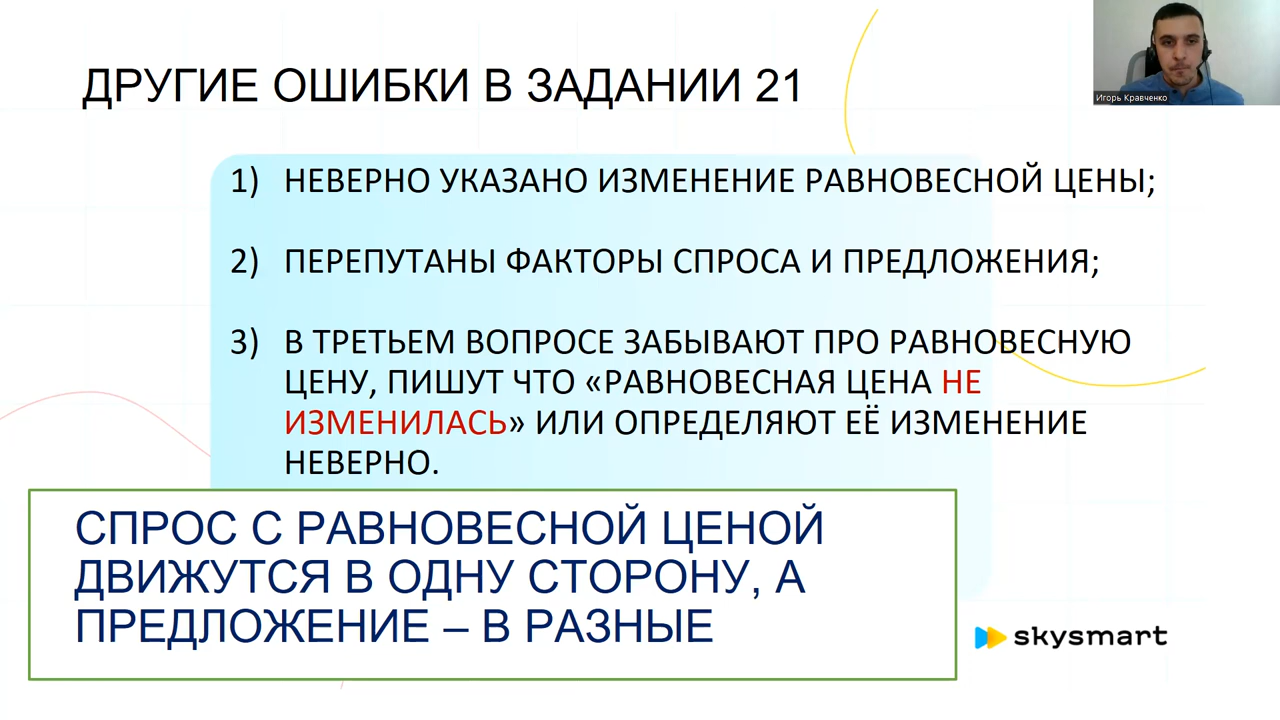 ДРУГИЕ ОШИБКИ В ЗАДАНИИ 21
Игорь Кравченко
1) НЕВЕРНО УКАЗАНО ИЗМЕНЕНИЕ РАВНОВЕСНОЙ ЦЕНЫ;
2) ПЕРЕПУТАНЫ ФАКТОРЫ СПРОСА И ПРЕДЛОЖЕНИЯ;
3) В ТРЕТЬЕМ ВОПРОСЕ ЗАБЫВАЮТ ПРО РАВНОВЕСНУЮ
ЦЕНУ, ПИШУТ ЧТО «РАВНОВЕСНАЯ ЦЕНА НЕ
ИЗМЕНИЛАСЬ» ИЛИ ОПРЕДЕЛЯЮТ ЕЁ ИЗМЕНЕНИЕ
НЕВЕРНО.
СПРОС С РАВНОВЕСНОЙ ЦЕНОЙ
ДВИЖУТСЯ В ОДНУ СТОРОНУ, А
ПРЕДЛОЖЕНИЕ – В РАЗНЫЕ
skysmart